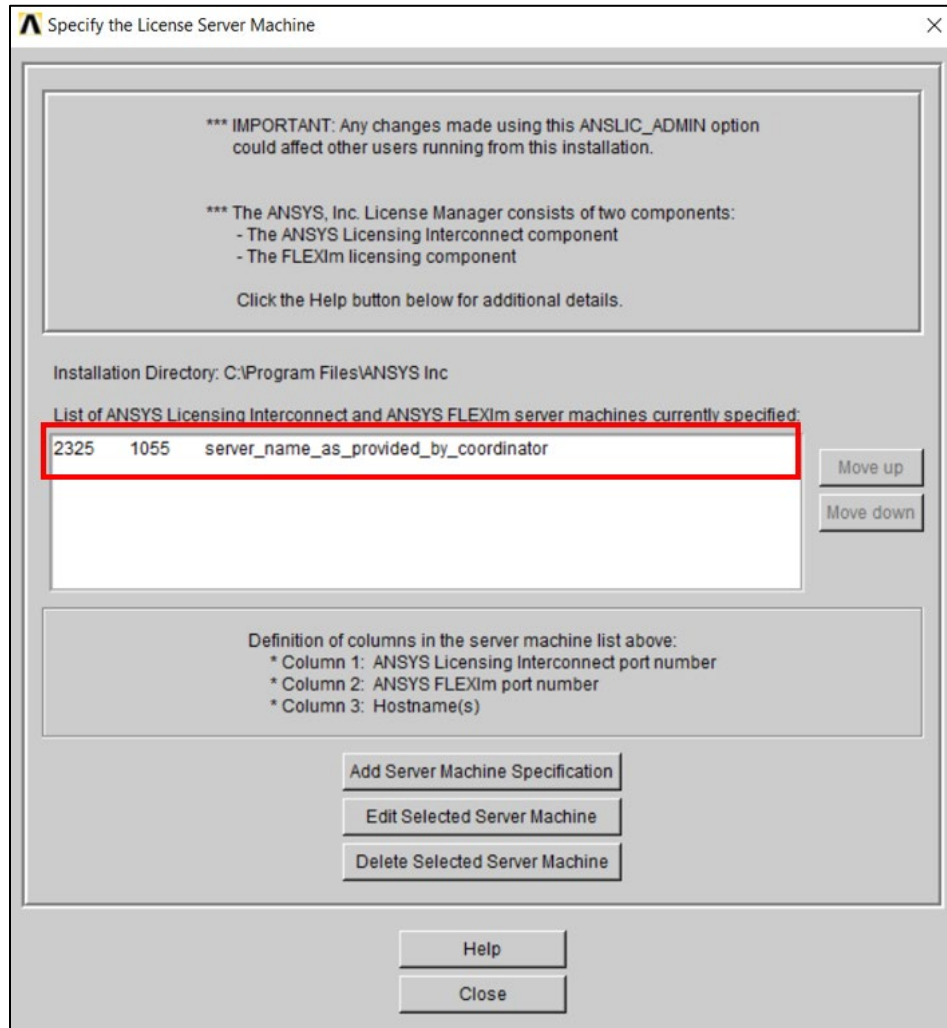 Specify the License Server Machine
*** IMPORTANT: Any changes made using this ANSLIC_ADMIN option
could affect other users running from this installation.
*** The ANSYS, Inc. License Manager consists of two components:
- The ANSYS Licensing Interconnect component
- The FLEXlm licensing component
Click the Help button below for additional details.
Installation Directory: C:\Program Files\ANSYS Inc
List of ANSYS Licensing Interconnect and ANSYS FLEXlm server machines currently specified:
2325 1055 server_name_as_provided_by_coordinator
Move up
Move down
Definition of columns in the server machine list above:
* Column 1: ANSYS Licensing Interconnect port number
* Column 2: ANSYS FLEXlm port number
* Column 3: Hostname(s)
Add Server Machine Specification
Edit Selected Server Machine
Delete Selected Server Machine
Help
Close